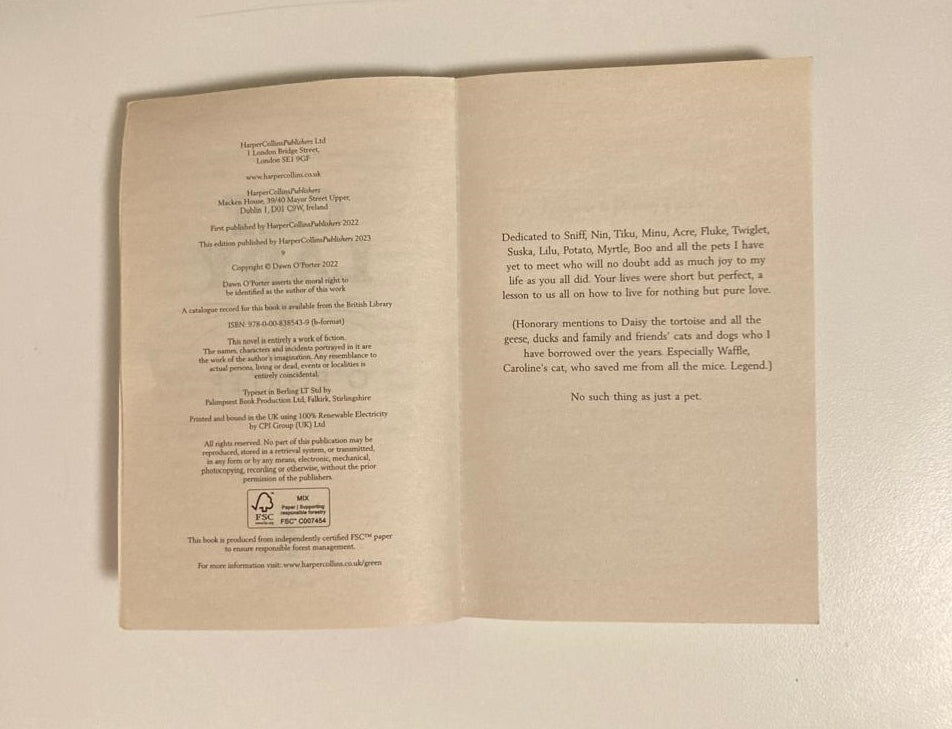 HarperCollinsPublishers Ltd
1 London Bridge Street,
London SE1 9GF
www.harpercollins.co.uk
HarperCollinsPublishers
Macken House, 39/40 Mayor Street Upper,
Dublin 1, D01 C9W, Ireland
First published by HarperCollinsPublishers 2022
This edition published by HarperCollinsPublishers 2023
9
Copyright © Dawn O'Porter 2022
Dawn O'Porter asserts the moral right to
be identified as the author of this work
A catalogue record for this book is available from the British Library
ISBN: 978-0-00-838543-9 (b-format)
This novel is entirely a work of fiction.
The names, characters and incidents portrayed in it are
the work of the author's imagination. Any resemblance to
actual persons, living or dead, events or localities is
entirely coincidental.
Typeset in Berling LT Std by
Palimpsest Book Production Ltd, Falkirk, Stirlingshire
Printed and bound in the UK using 100% Renewable Electricity
by CPI Group (UK) Ltd
All rights reserved. No part of this publication may be
reproduced, stored in a retrieval system, or transmitted,
in any form or by any means, electronic, mechanical,
photocopying, recording or otherwise, without the prior
permission of the publishers.
MIX
Paper | Supporting
responsible forestry
FSC
www.fsc.org
FSC™ C007454
This book is produced from independently certified FSC™ paper
to ensure responsible forest management.
For more information visit: www.harpercollins.co.uk/green
Dedicated to Sniff, Nin, Tiku, Minu, Acre, Fluke, Twiglet,
Suska, Lilu, Potato, Myrtle, Boo and all the pets I have
yet to meet who will no doubt add as much joy to my
life as you all did. Your lives were short but perfect, a
lesson to us all on how to live for nothing but pure love.
(Honorary mentions to Daisy the tortoise and all the
geese, ducks and family and friends' cats and dogs who I
have borrowed over the years. Especially Waffle,
Caroline's cat, who saved me from all the mice. Legend.)
No such thing as just a pet.